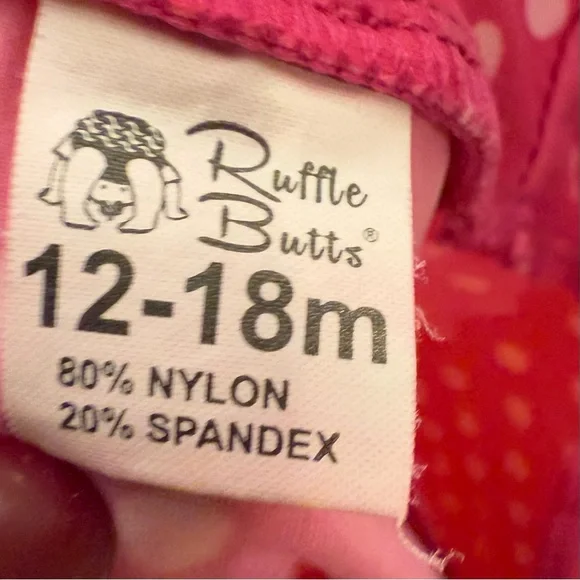 Ruffle
Butts®
12-18m
80% NYLON
20% SPANDEX